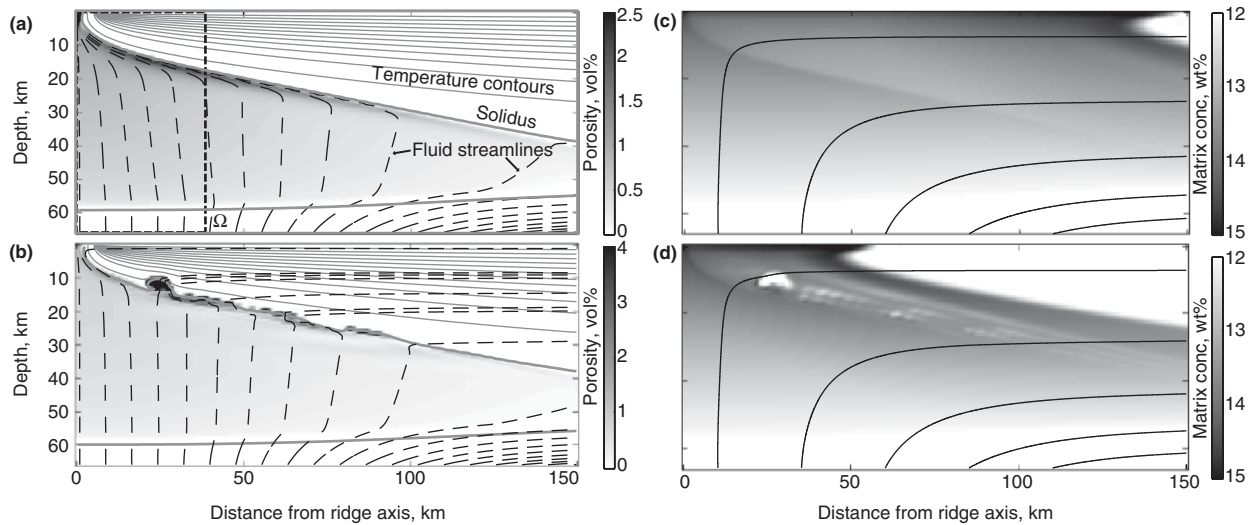 (a)
10
20
30
40
50
60
Depth, km
Temperature contours
Solidus
Fluid streamlines
Ω
2.5
2
1.5
1
0.5
0
Porosity, vol%
(c)
12
13
14
15
Matrix conc, wt%
(b)
10
20
30
40
50
60
Depth, km
0
50
100
150
Distance from ridge axis, km
4
3
2
1
0
Porosity, vol%
(d)
0
50
100
150
Distance from ridge axis, km
12
13
14
15
Matrix conc, wt%